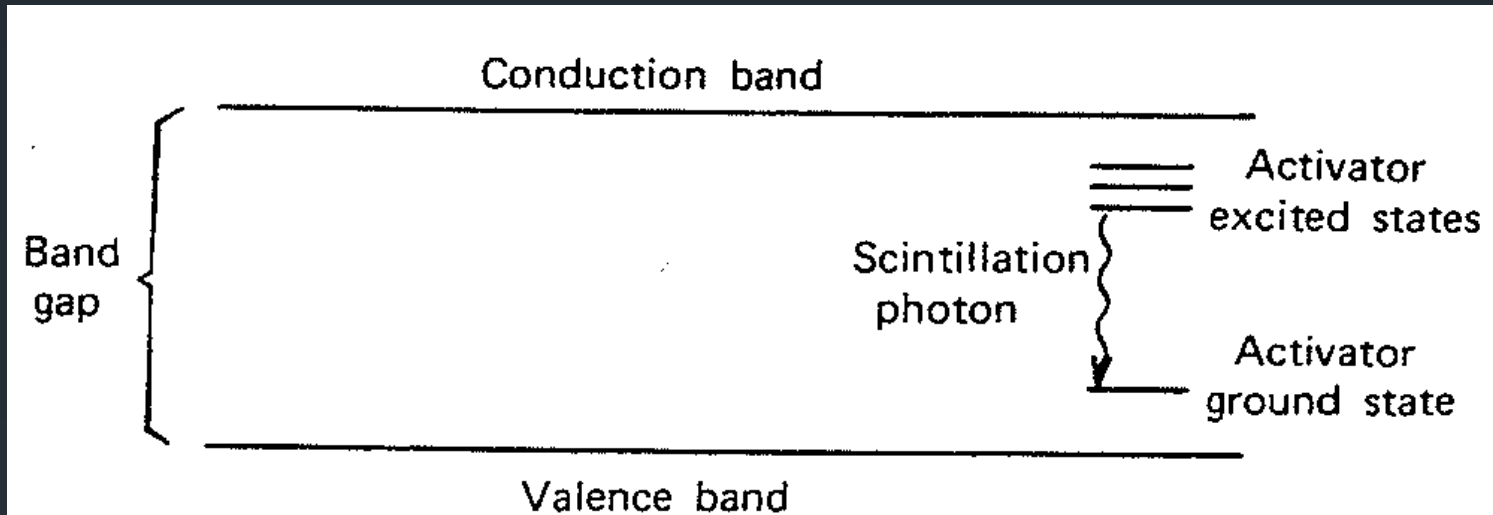 Conduction band
Band
gap
Scintillation
photon
Activator
excited states
Activator
ground state
Valence band